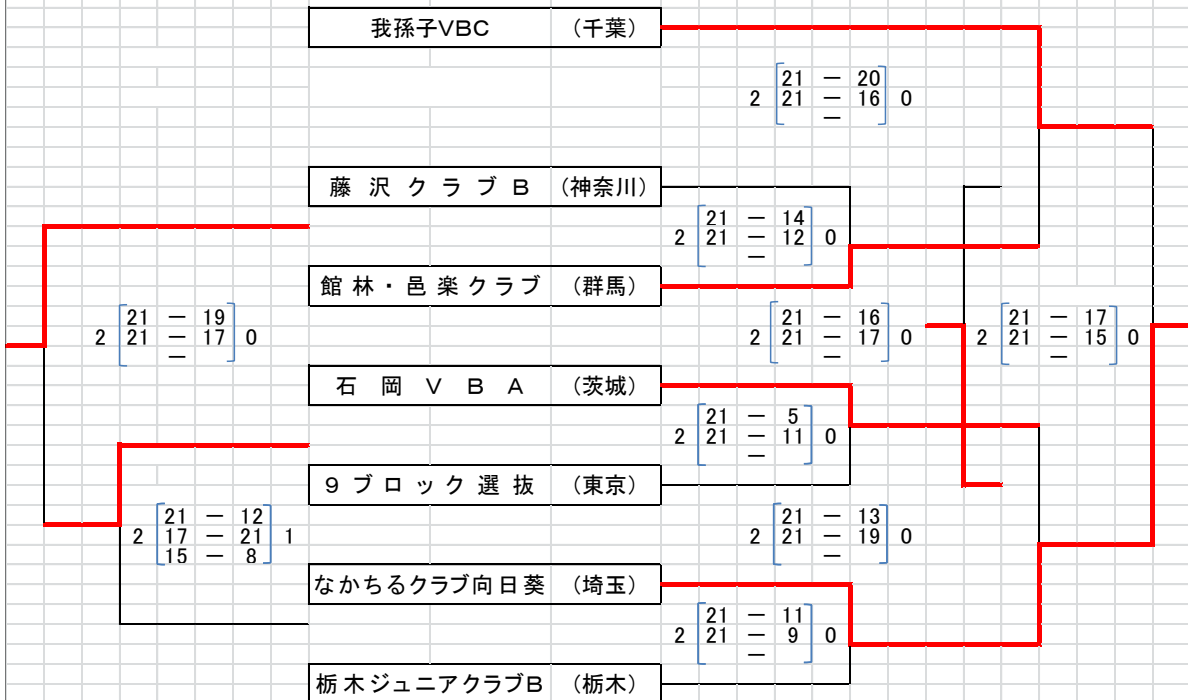 我孫子VBC （千葉）
21 － 20
2 21 － 16 0
－
藤沢クラブB （神奈川）
21 － 14
2 21 － 12 0
－
館林・邑楽クラブ （群馬）
21 － 19
2 21 － 17 0
－
21 － 16
2 21 － 17 0
－
21 － 17
2 21 － 15 0
－
石岡VBA （茨城）
21 － 5
2 21 － 11 0
－
9ブロック選抜 （東京）
21 － 12
2 17 － 21 1
15 － 8
21 － 13
2 21 － 19 0
－
なかちるクラブ向日葵 （埼玉）
21 － 11
2 21 － 9 0
－
栃木ジュニアクラブB （栃木）